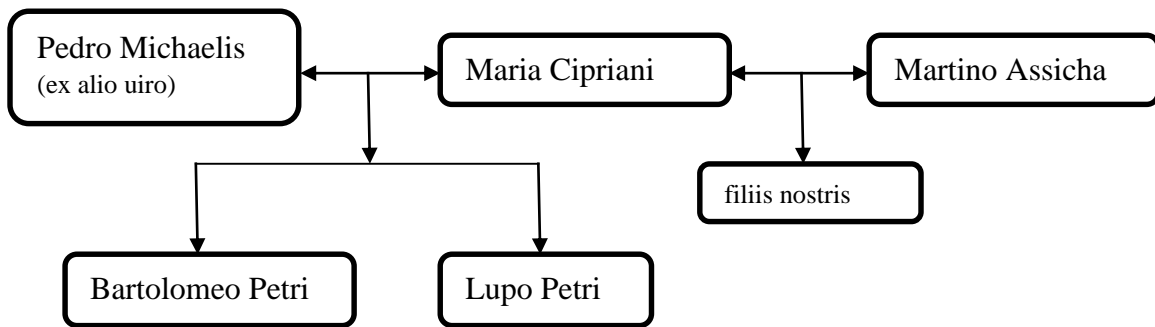 Pedro Michaelis
(ex alio uiro)
Maria Cipriani
Martino Assicha
filiis nostris
Bartolomeo Petri
Lupo Petri